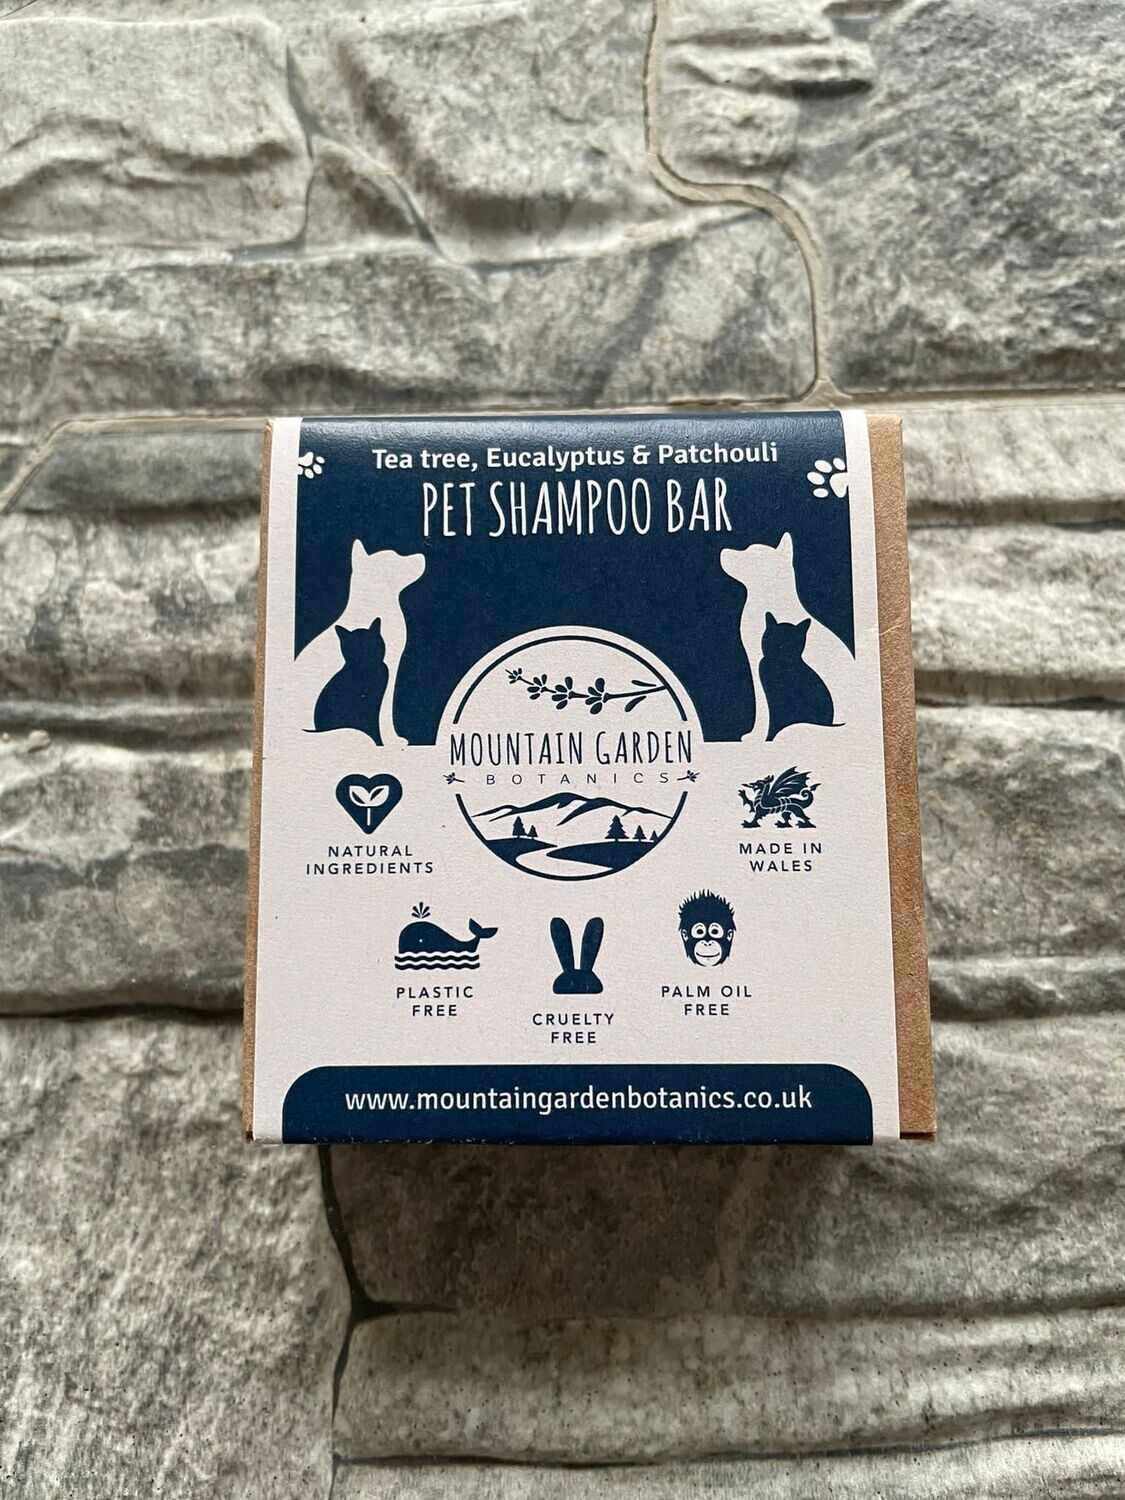 Tea tree, Eucalyptus & Patchouli
PET SHAMPOO BAR
MOUNTAIN GARDEN
BOTANICS
NATURAL
INGREDIENTS
MADE IN
WALES
PLASTIC
FREE
CRUELTY
FREE
PALM OIL
FREE
www.mountaingardenbotanics.co.uk